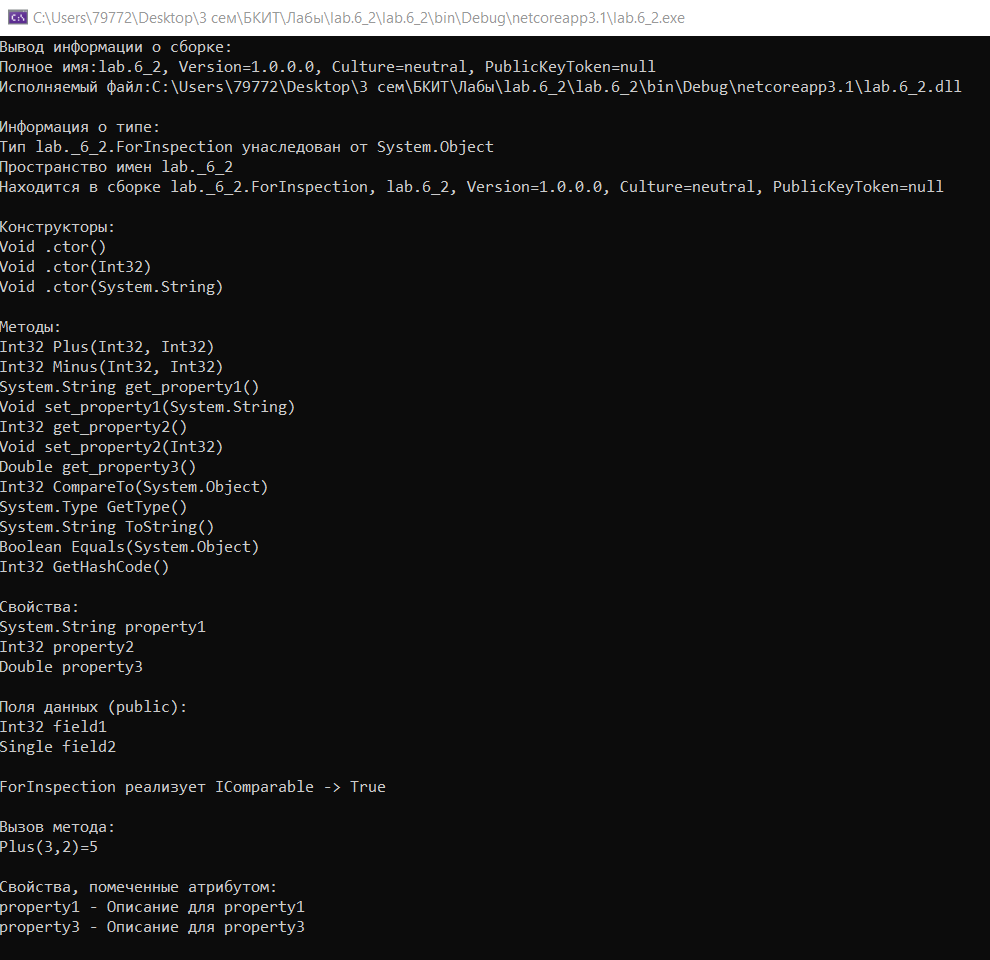 C:\Users\79772\Desktop\3 сем\БКИТ\Лабы\lab.6_2\lab.6_2\bin\Debug\netcoreapp3.1\lab.6_2.exe
Вывод информации о сборке:
Полное имя:lab.6_2, Version=1.0.0.0, Culture=neutral, PublicKeyToken=null
Исполняемый файл:C:\Users\79772\Desktop\3 сем\БКИТ\Лабы\lab.6_2\lab.6_2\bin\Debug\netcoreapp3.1\lab.6_2.dll
Информация о типе:
Тип lab._6_2.ForInspection унаследован от System.Object
Пространство имен lab._6_2
Находится в сборке lab._6_2.ForInspection, lab.6_2, Version=1.0.0.0, Culture=neutral, PublicKeyToken=null
Конструкторы:
Void .ctor()
Void .ctor(Int32)
Void .ctor(System.String)
Методы:
Int32 Plus(Int32, Int32)
Int32 Minus(Int32, Int32)
System.String get_property1()
Void set_property1(System.String)
Int32 get_property2()
Void set_property2(Int32)
Double get_property3()
Int32 CompareTo(System.Object)
System.Type GetType()
System.String ToString()
Boolean Equals(System.Object)
Int32 GetHashCode()
Свойства:
System.String property1
Int32 property2
Double property3
Поля данных (public):
Int32 field1
Single field2
ForInspection реализует IComparable -> True
Вызов метода:
Plus(3,2)=5
Свойства, помеченные атрибутом:
property1 - Описание для property1
property3 - Описание для property3